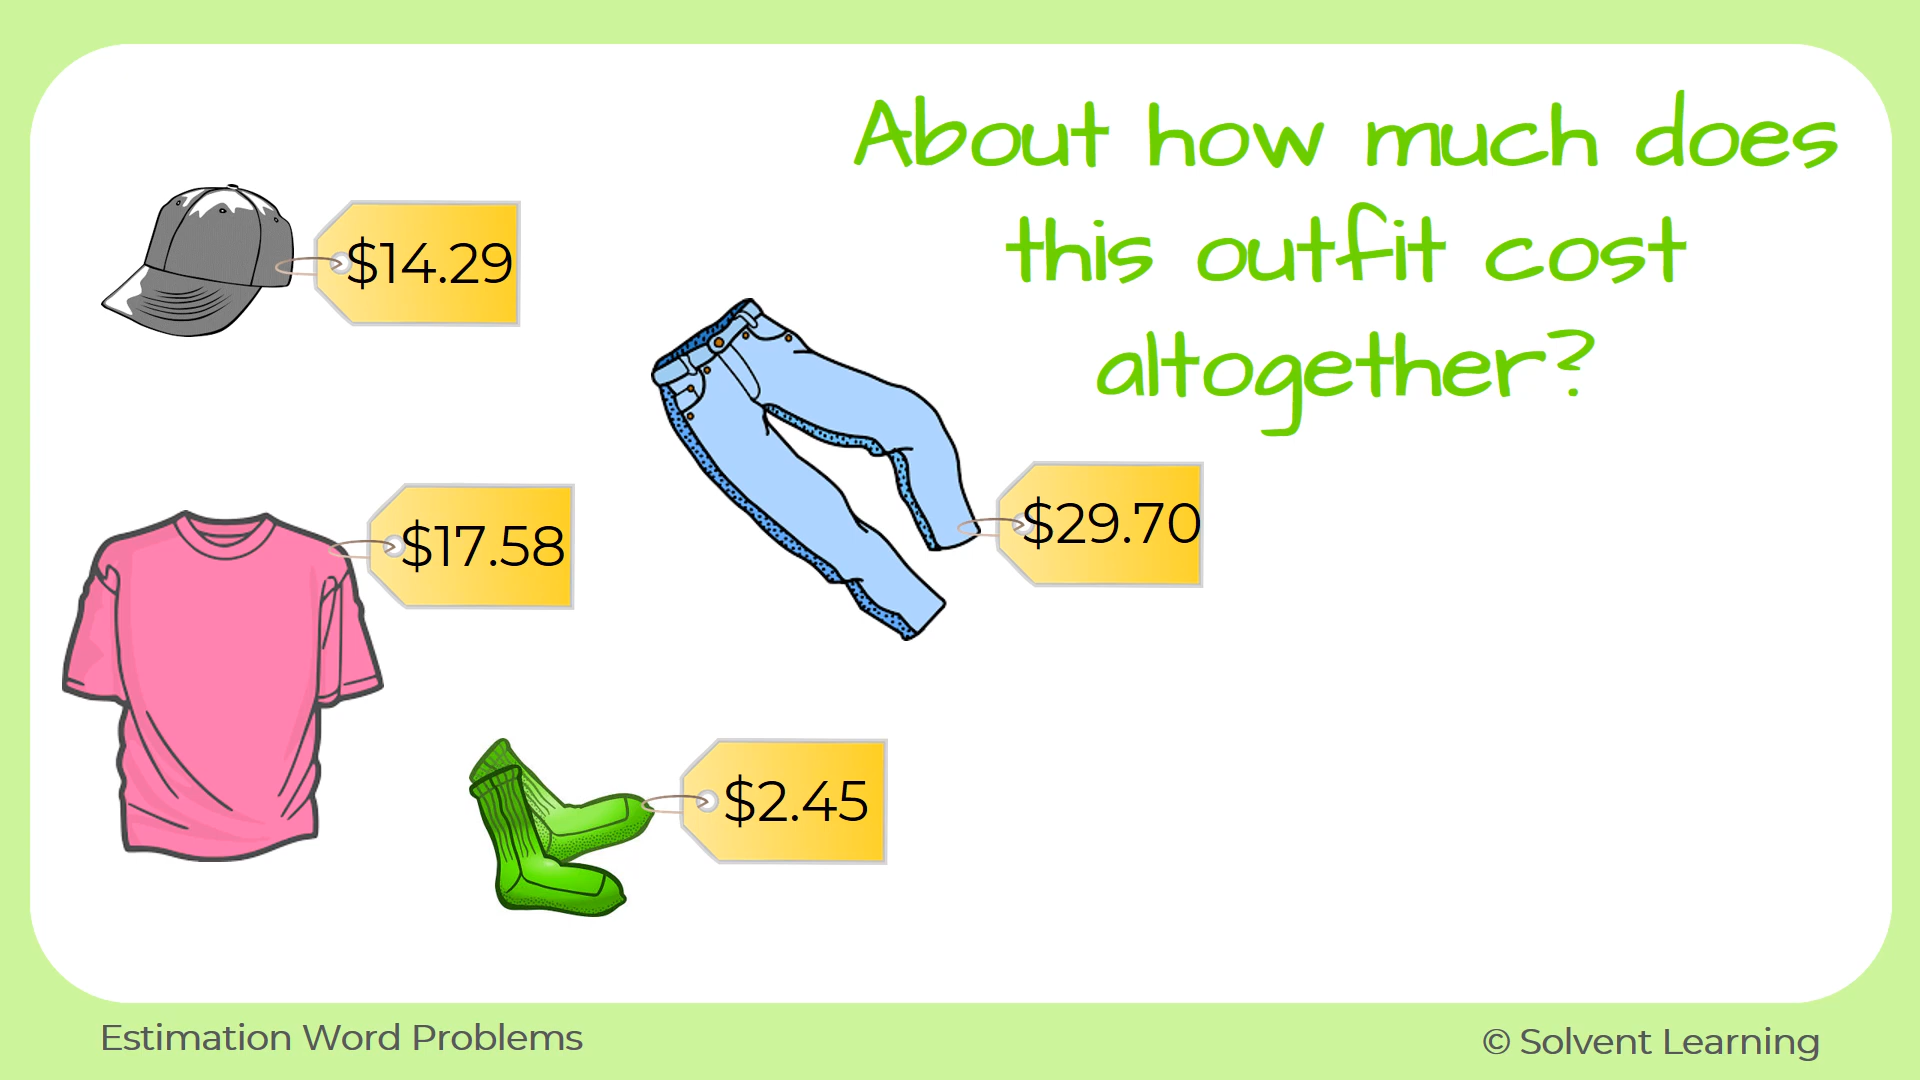 About how much does
this outfit cost
altogether?
$14.29
$29.70
$17.58
$2.45
Estimation Word Problems
© Solvent Learning